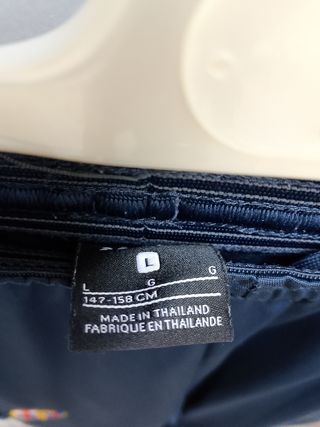 L
L G G
147-158 CM
MADE IN THAILAND
FABRIQUE EN THAILANDE